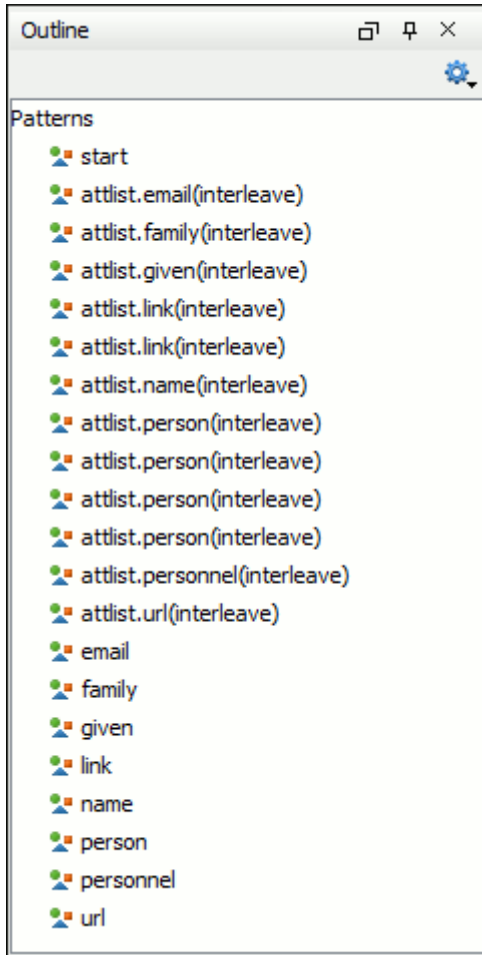 Outline
Patterns
start
attlist.email(interleave)
attlist.family(interleave)
attlist.given(interleave)
attlist.link(interleave)
attlist.link(interleave)
attlist.name(interleave)
attlist.person(interleave)
attlist.person(interleave)
attlist.person(interleave)
attlist.person(interleave)
attlist.personnel(interleave)
attlist.url(interleave)
email
family
given
link
name
person
personnel
url